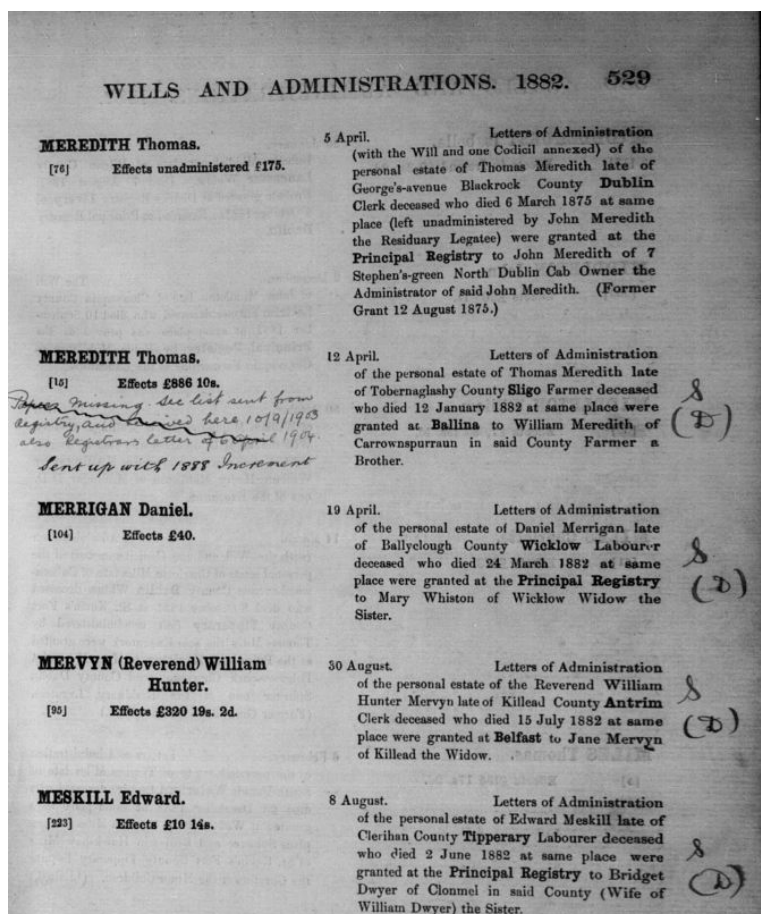 WILLS AND ADMINISTRATIONS. 1882. 529
MEREDITH Thomas.
[76] Effects unadministered £175.
5 April. Letters of Administration
(with the Will and one Codicil annexed) of the
personal estate of Thomas Meredith late of
George's-avenue Blackrock County Dublin
Clerk deceased who died 6 March 1875 at same
place (left unadministered by John Meredith
the Residuary Legatee) were granted at the
Principal Registry to John Meredith of 7
Stephen's-green North Dublin Cab Owner the
Administrator of said John Meredith. (Former
Grant 12 August 1875.)
MEREDITH Thomas.
[15] Effects £886 10s.
Papers missing. See list sent from
registry, and received here 10/9/1903
also Registrars letter of April 1904.
Sent up with 1888 Increment
12 April. Letters of Administration
of the personal estate of Thomas Meredith late
of Tobernaglashy County Sligo Farmer deceased
who died 12 January 1882 at same place were
granted at Ballina to William Meredith of
Carrownspurraun in said County Farmer a
Brother.
S
(D)
MERRIGAN Daniel.
[104] Effects £40.
19 April. Letters of Administration
of the personal estate of Daniel Merrigan late
of Ballyclough County Wicklow Labourer
deceased who died 24 March 1882 at same
place were granted at the Principal Registry
to Mary Whiston of Wicklow Widow the
Sister.
S
(D)
MERVYN (Reverend) William
Hunter.
[95] Effects £320 19s. 2d.
30 August. Letters of Administration
of the personal estate of the Reverend William
Hunter Mervyn late of Killead County Antrim
Clerk deceased who died 15 July 1882 at same
place were granted at Belfast to Jane Mervyn
of Killead the Widow.
S
(D)
MESKILL Edward.
[223] Effects £10 14s.
8 August. Letters of Administration
of the personal estate of Edward Meskill late of
Clerihan County Tipperary Labourer deceased
who died 2 June 1882 at same place were
granted at the Principal Registry to Bridget
Dwyer of Clonmel in said County (Wife of
William Dwyer) the Sister.
S
(D)